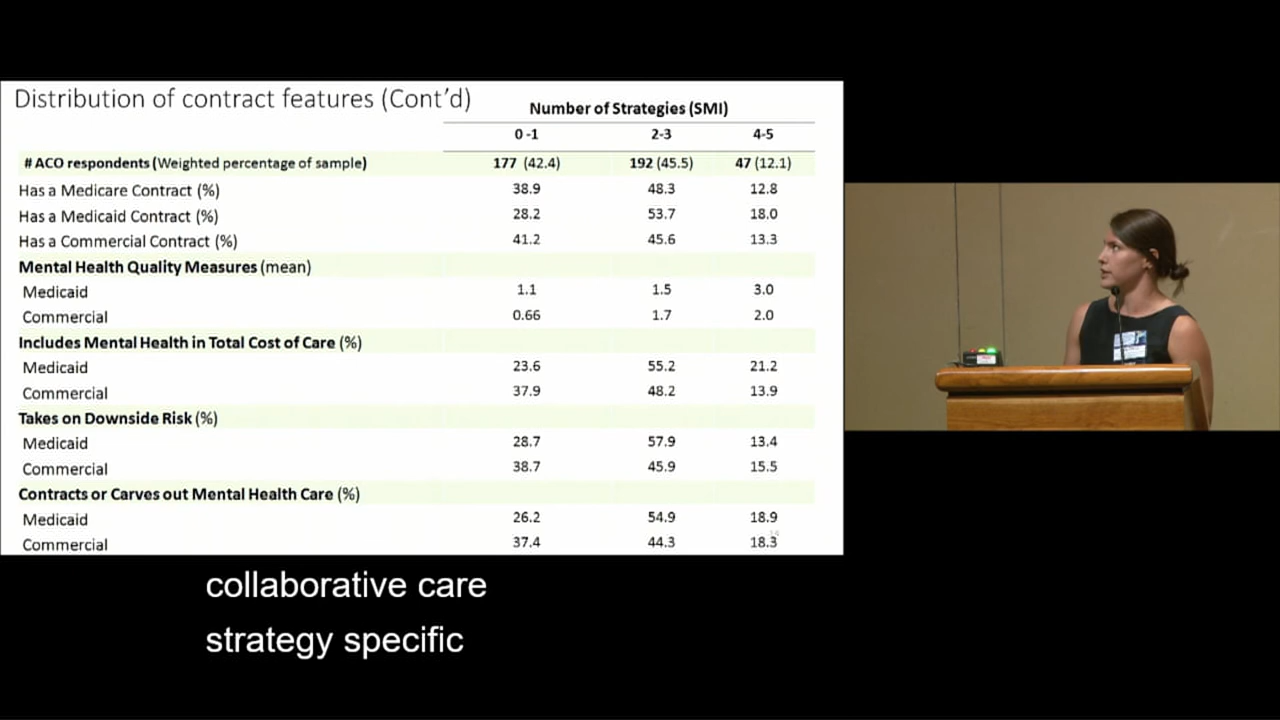 Distribution of contract features (Cont’d)
Number of Strategies (SMI)
0 -1 2-3 4-5
# ACO respondents (Weighted percentage of sample) 177 (42.4) 192 (45.5) 47 (12.1)
Has a Medicare Contract (%) 38.9 48.3 12.8
Has a Medicaid Contract (%) 28.2 53.7 18.0
Has a Commercial Contract (%) 41.2 45.6 13.3
Mental Health Quality Measures (mean)
Medicaid 1.1 1.5 3.0
Commercial 0.66 1.7 2.0
Includes Mental Health in Total Cost of Care (%)
Medicaid 23.6 55.2 21.2
Commercial 37.9 48.2 13.9
Takes on Downside Risk (%)
Medicaid 28.7 57.9 13.4
Commercial 38.7 45.9 15.5
Contracts or Carves out Mental Health Care (%)
Medicaid 26.2 54.9 18.9
Commercial 37.4 44.3 18.3
collaborative care
strategy specific